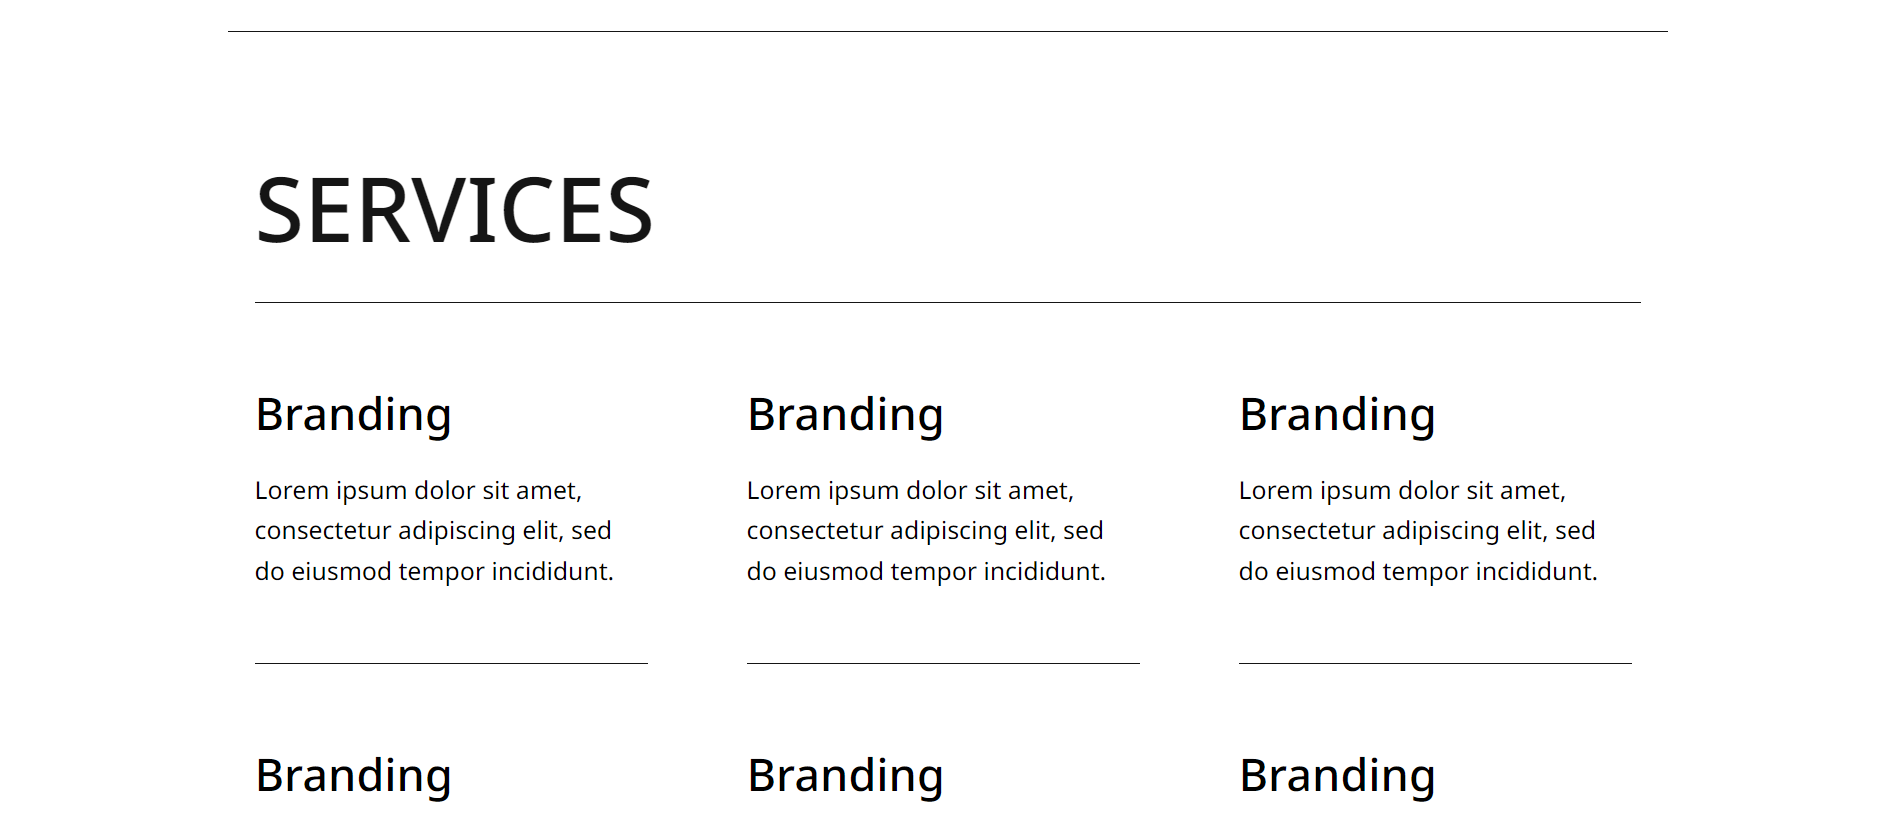 SERVICES
Branding
Lorem ipsum dolor sit amet,
consectetur adipiscing elit, sed
do eiusmod tempor incididunt.
Branding
Lorem ipsum dolor sit amet,
consectetur adipiscing elit, sed
do eiusmod tempor incididunt.
Branding
Lorem ipsum dolor sit amet,
consectetur adipiscing elit, sed
do eiusmod tempor incididunt.
Branding
Branding
Branding